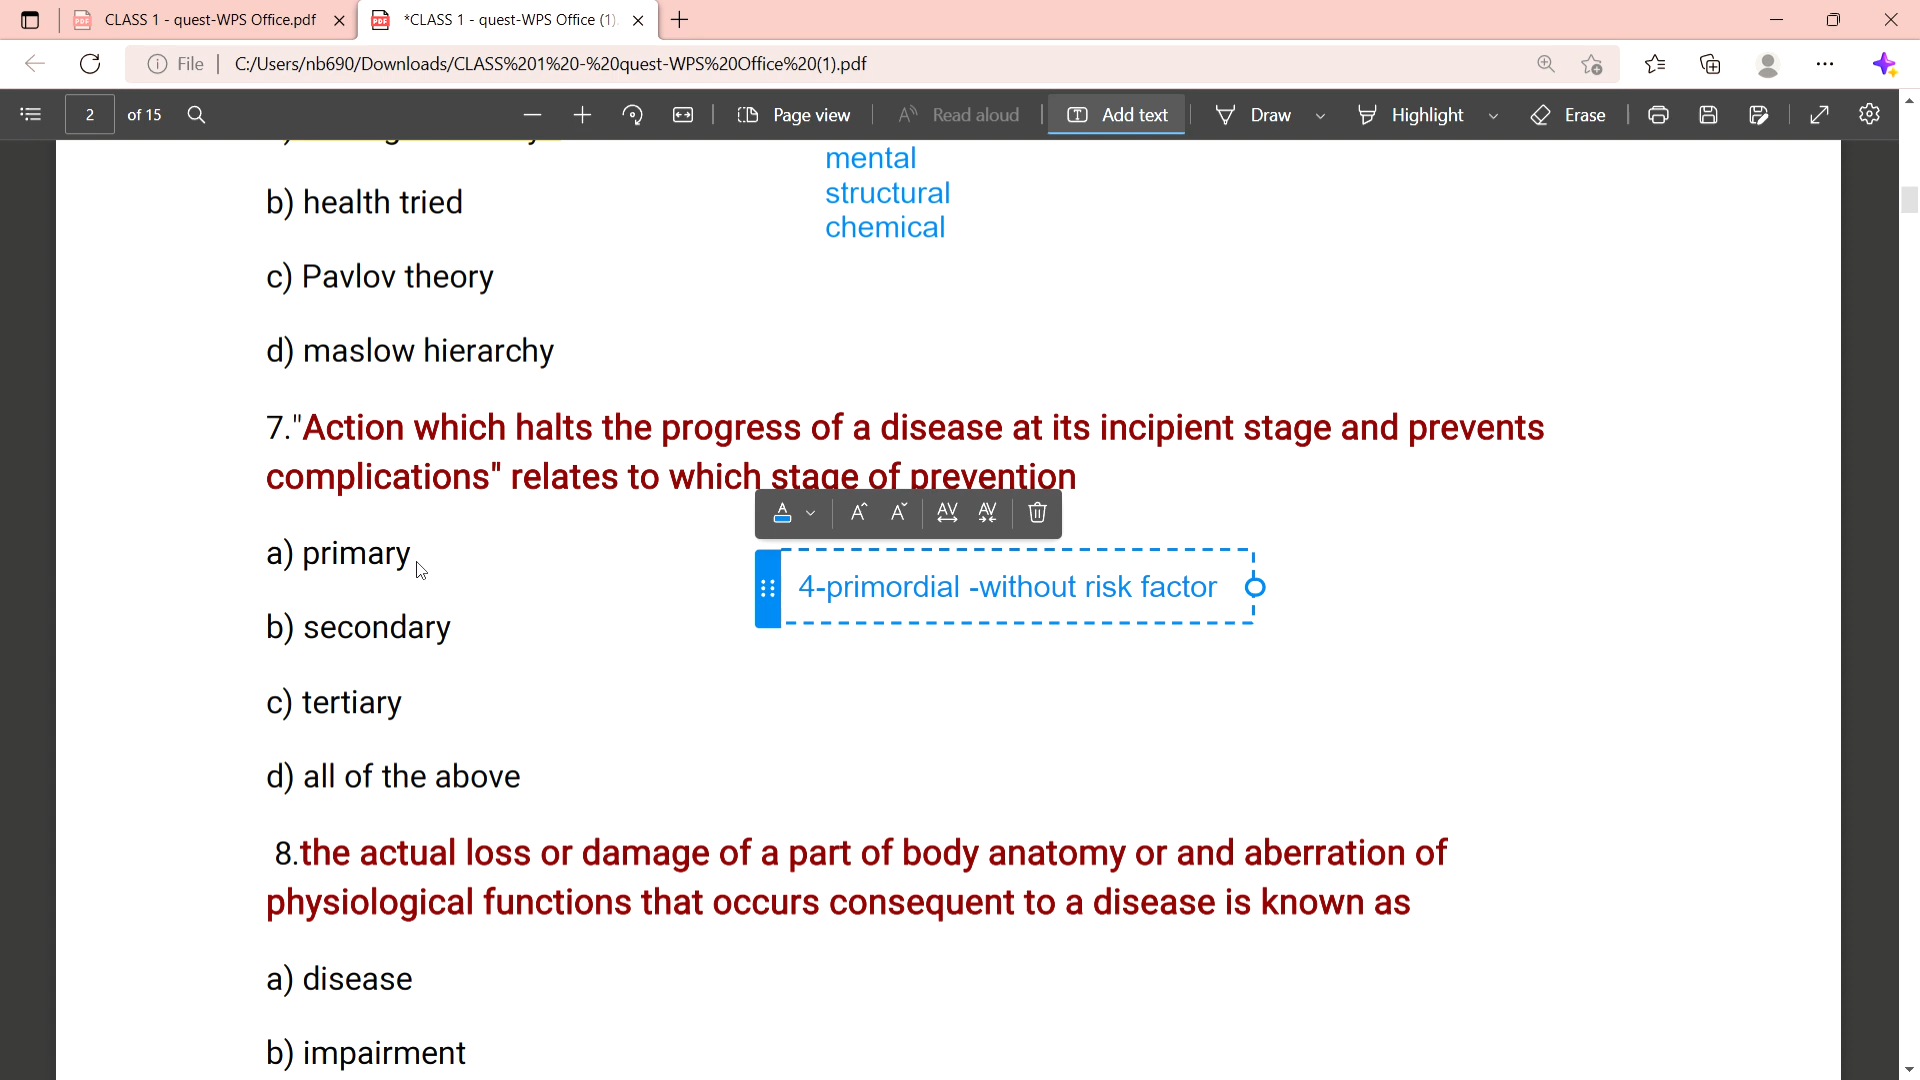 CLASS 1 - quest-WPS Office.pdf
*CLASS 1 - quest-WPS Office (1).
File
C:/Users/nb690/Downloads/CLASS%201%20-%20quest-WPS%20Office%20(1).pdf
2 of 15
Page view
Read aloud
Add text
Draw
Highlight
Erase
mental
b) health tried
structural
chemical
c) Pavlov theory
d) maslow hierarchy
7."Action which halts the progress of a disease at its incipient stage and prevents
complications" relates to which stage of prevention
a) primary
4-primordial -without risk factor
b) secondary
c) tertiary
d) all of the above
8.the actual loss or damage of a part of body anatomy or and aberration of
physiological functions that occurs consequent to a disease is known as
a) disease
b) impairment